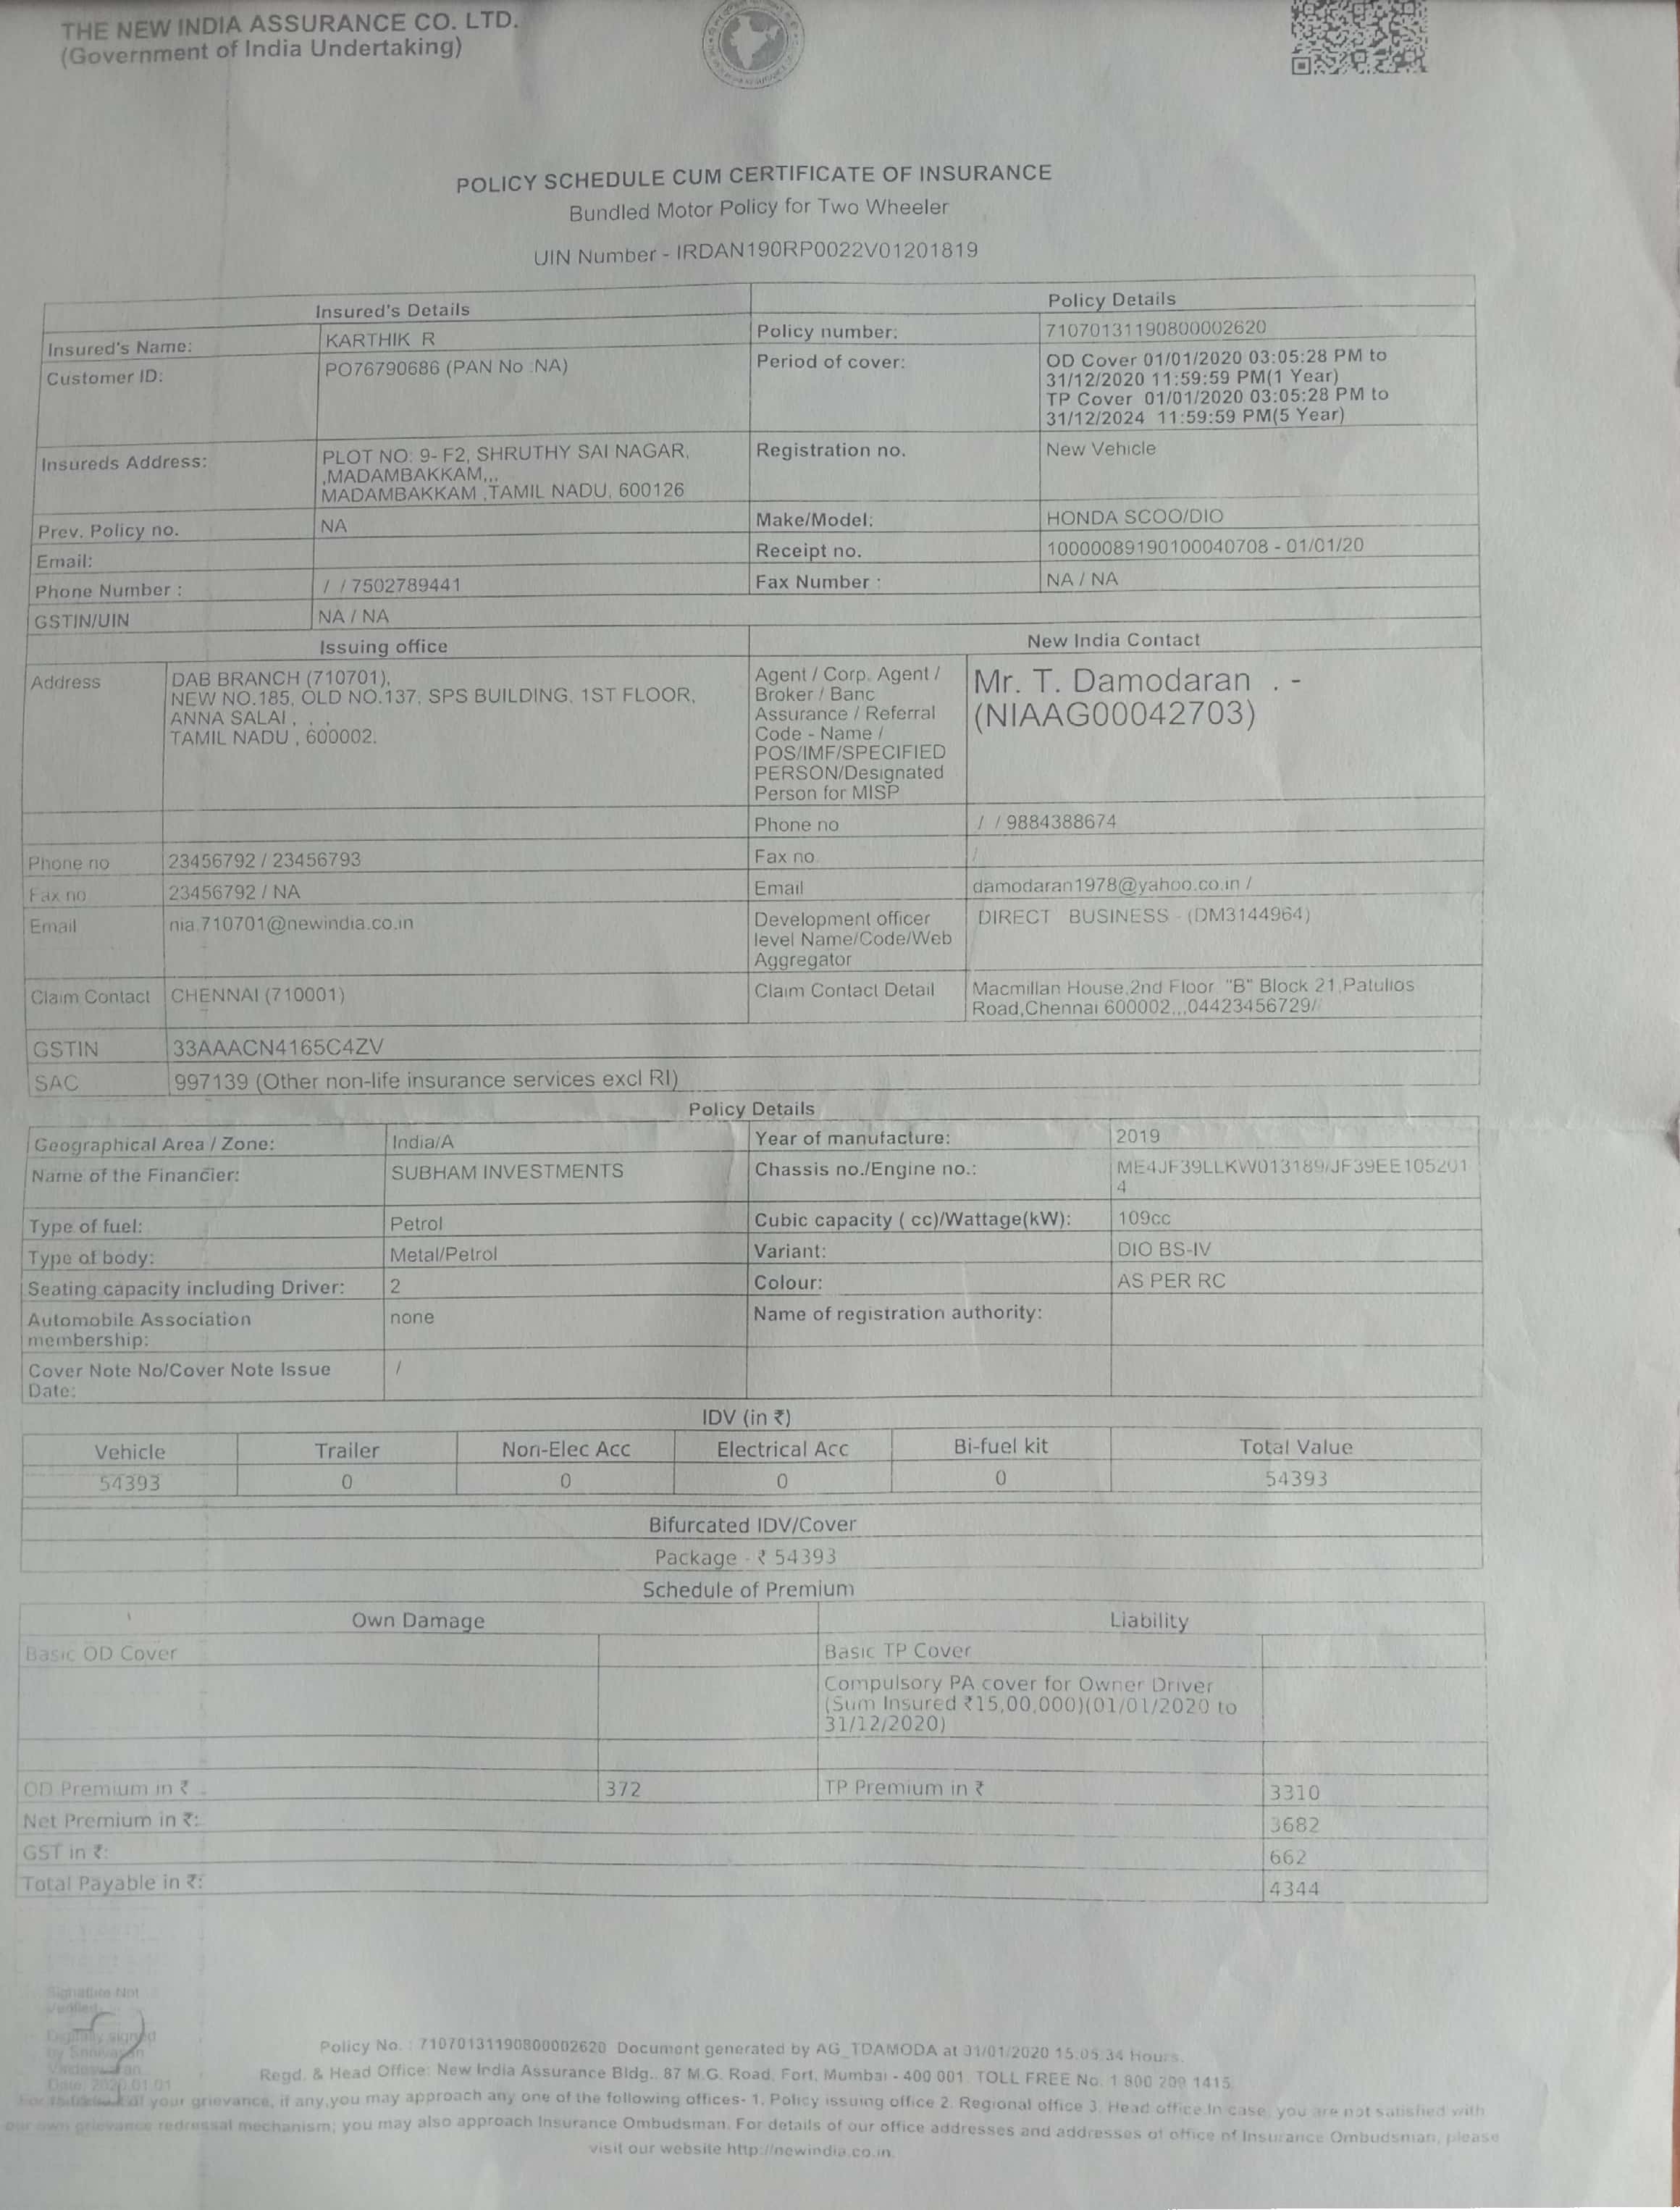 THE NEW INDIA ASSURANCE CO. LTD.
(Government of India Undertaking)
POLICY SCHEDULE CUM CERTIFICATE OF INSURANCE
Bundled Motor Policy for Two Wheeler
UIN Number - IRDAN190RP0022V01201819
Insured's Details Policy Details
Insured's Name: KARTHIK R Policy number: 71070131190800002620
Customer ID: PO76790686 (PAN No :NA) Period of cover: OD Cover 01/01/2020 03:05:28 PM to
31/12/2020 11:59:59 PM(1 Year)
TP Cover 01/01/2020 03:05:28 PM to
31/12/2024 11:59:59 PM(5 Year)
Insureds Address: PLOT NO: 9- F2, SHRUTHY SAI NAGAR, Registration no. New Vehicle
,MADAMBAKKAM,,,
MADAMBAKKAM ,TAMIL NADU, 600126
Prev. Policy no. NA Make/Model: HONDA SCOO/DIO
Email: Receipt no. 10000089190100040708 - 01/01/20
Phone Number : / / 7502789441 Fax Number : NA / NA
GSTIN/UIN NA / NA
Issuing office New India Contact
Address DAB BRANCH (710701),
NEW NO.185, OLD NO.137, SPS BUILDING, 1ST FLOOR,
ANNA SALAI , , ,
TAMIL NADU , 600002.
Agent / Corp. Agent /
Broker / Banc
Assurance / Referral
Code - Name /
POS/IMF/SPECIFIED
PERSON/Designated
Person for MISP
Mr. T. Damodaran . -
(NIAAG00042703)
Phone no / / 9884388674
Phone no 23456792 / 23456793 Fax no /
Fax no 23456792 / NA Email damodaran1978@yahoo.co.in /
Email nia.710701@newindia.co.in Development officer
level Name/Code/Web
Aggregator
DIRECT BUSINESS - (DM3144964)
Claim Contact CHENNAI (710001) Claim Contact Detail Macmillan House,2nd Floor "B" Block 21,Patullos
Road,Chennai 600002,,,04423456729/
GSTIN 33AAACN4165C4ZV
SAC 997139 (Other non-life insurance services excl RI)
Policy Details
Geographical Area / Zone: India/A Year of manufacture: 2019
Name of the Financier: SUBHAM INVESTMENTS Chassis no./Engine no.: ME4JF39LLKW013189/JF39EE105201
4
Type of fuel: Petrol Cubic capacity ( cc)/Wattage(kW): 109cc
Type of body: Metal/Petrol Variant: DIO BS-IV
Seating capacity including Driver: 2 Colour: AS PER RC
Automobile Association none Name of registration authority:
membership:
Cover Note No/Cover Note Issue /
Date:
IDV (in ₹)
Vehicle Trailer Non-Elec Acc Electrical Acc Bi-fuel kit Total Value
54393 0 0 0 0 54393
Bifurcated IDV/Cover
Package - ₹ 54393
Schedule of Premium
Own Damage Liability
Basic OD Cover Basic TP Cover
Compulsory PA cover for Owner Driver
(Sum Insured ₹15,00,000)(01/01/2020 to
31/12/2020)
OD Premium in ₹ 372 TP Premium in ₹ 3310
Net Premium in ₹: 3682
GST in ₹: 662
Total Payable in ₹: 4344
Signature Not
Verified
Digitally signed
by
Date: 2020.01.01
Policy No. : 71070131190800002620 Document generated by AG_TDAMODA at 01/01/2020 15:05:34 Hours.
Regd. & Head Office: New India Assurance Bldg., 87 M.G. Road, Fort, Mumbai - 400 001. TOLL FREE No. 1 800 209 1415.
For redressal of your grievance, if any,you may approach any one of the following offices- 1. Policy issuing office 2. Regional office 3. Head office In case, you are not satisfied with
our own grievance redressal mechanism; you may also approach Insurance Ombudsman. For details of our office addresses and addresses of office of Insurance Ombudsman, please
visit our website http://newindia.co.in.